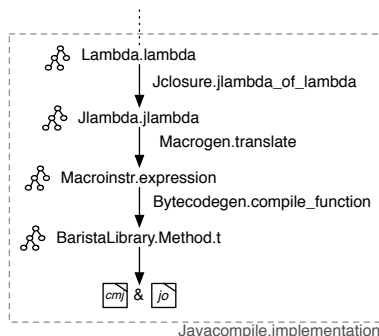 Lambda.lambda
Jclosure.jlambda_of_lambda
Jlambda.jlambda
Macrogen.translate
Macroinstr.expression
Bytecodegen.compile_function
BaristaLibrary.Method.t
cmj & jo
Javacompile.implementation